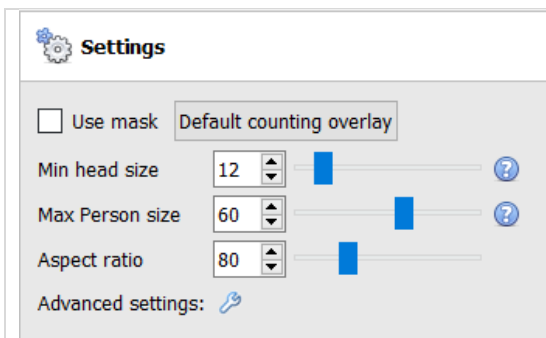 Settings
Use mask Default counting overlay
Min head size 12
Max Person size 60
Aspect ratio 80
Advanced settings: